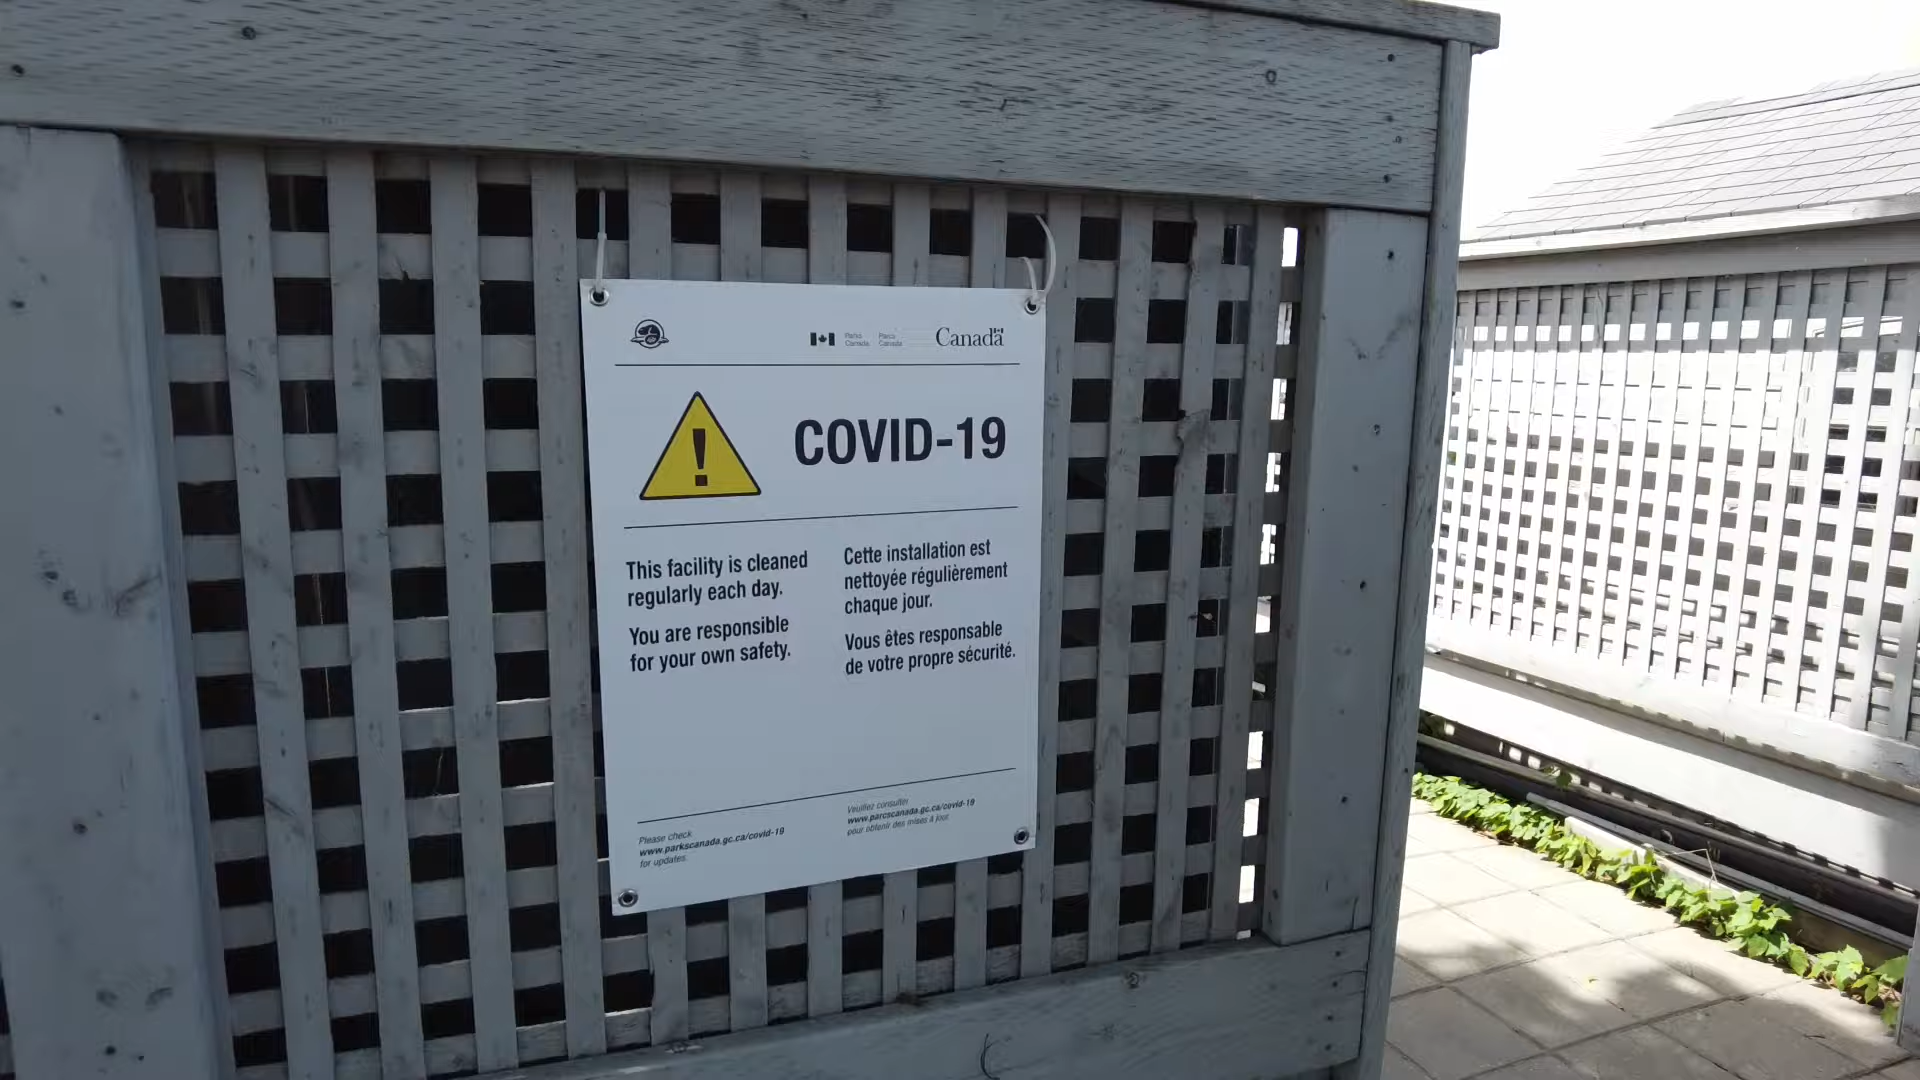 Parks Canada
Parcs Canada
Canada
COVID-19
This facility is cleaned
regularly each day.
You are responsible
for your own safety.
Cette installation est
nettoyée régulièrement
chaque jour.
Vous êtes responsable
de votre propre sécurité.
Please check
www.parkscanada.gc.ca/covid-19
for updates.
Veuillez consulter
www.parcscanada.gc.ca/covid-19
pour obtenir des mises à jour.